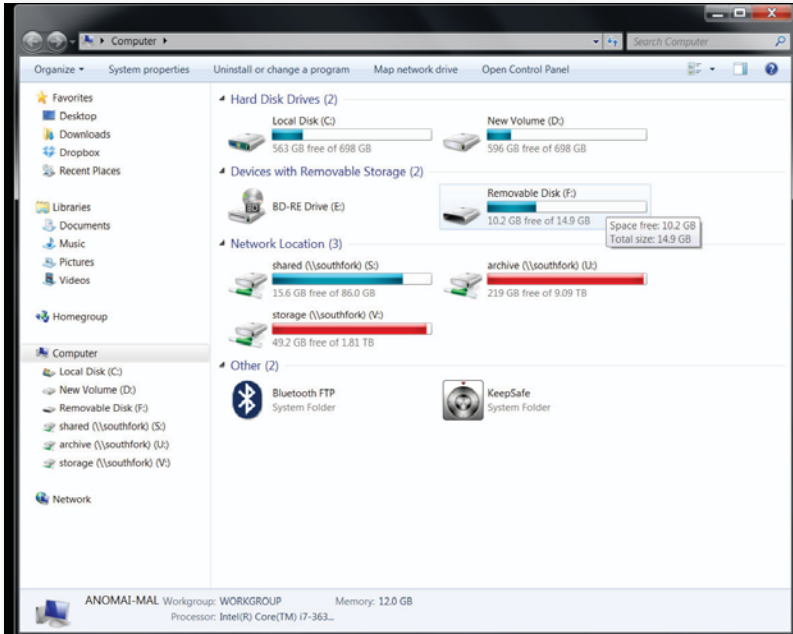 Computer
Search Computer
Organize
System properties
Uninstall or change a program
Map network drive
Open Control Panel
Favorites
Desktop
Downloads
Dropbox
Recent Places
Libraries
Documents
Music
Pictures
Videos
Homegroup
Computer
Local Disk (C:)
New Volume (D:)
Removable Disk (F:)
shared (\\southfork) (S:)
archive (\\southfork) (U:)
storage (\\southfork) (V:)
Network
Hard Disk Drives (2)
Local Disk (C:)
563 GB free of 698 GB
New Volume (D:)
596 GB free of 698 GB
Devices with Removable Storage (2)
BD
BD-RE Drive (E:)
Removable Disk (F:)
10.2 GB free of 14.9 GB
Space free: 10.2 GB
Total size: 14.9 GB
Network Location (3)
shared (\\southfork) (S:)
15.6 GB free of 86.0 GB
archive (\\southfork) (U:)
219 GB free of 9.09 TB
storage (\\southfork) (V:)
49.2 GB free of 1.81 TB
Other (2)
Bluetooth FTP
System Folder
KeepSafe
System Folder
ANOMAI-MAL Workgroup: WORKGROUP Memory: 12.0 GB
Processor: Intel(R) Core(TM) i7-363...